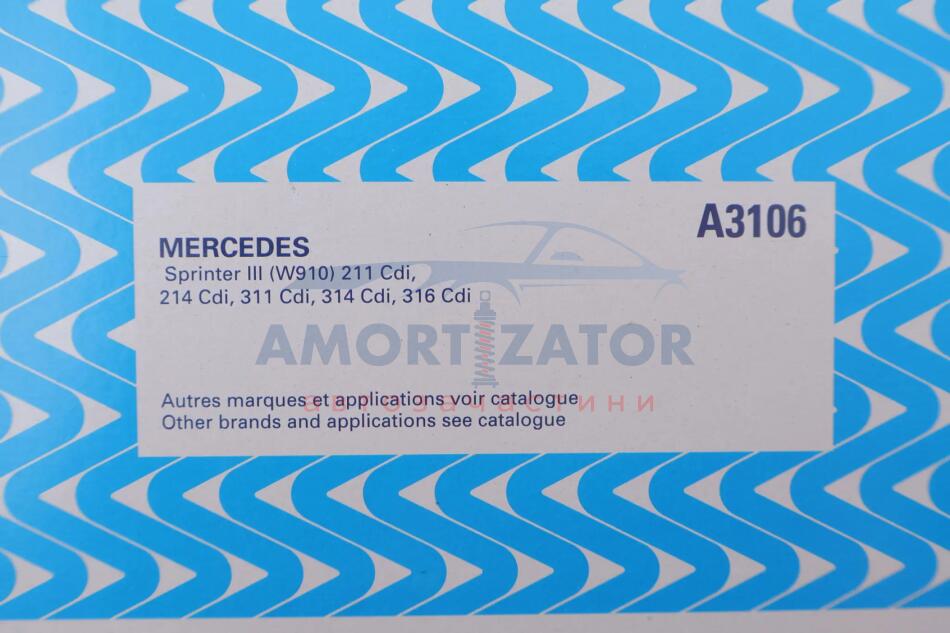 A3106
MERCEDES
Sprinter III (W910) 211 Cdi,
214 Cdi, 311 Cdi, 314 Cdi, 316 Cdi
AMORTIZATOR
автозапчастини
Autres marques et applications voir catalogue
Other brands and applications see catalogue